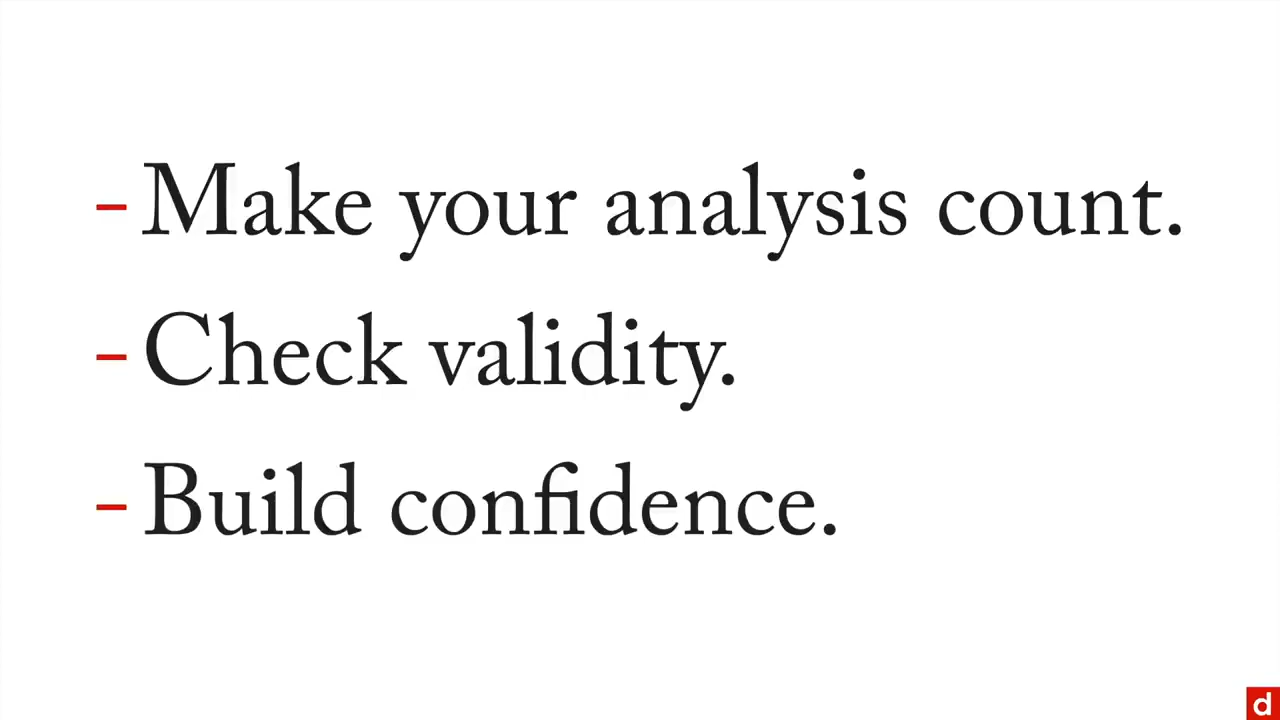 – Make your analysis count.
– Check validity.
– Build confidence.
d